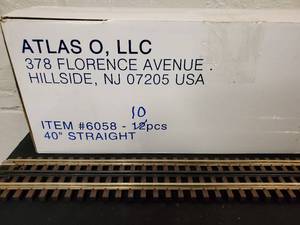 ATLAS O, LLC
378 FLORENCE AVENUE .
HILLSIDE, NJ 07205 USA
10
ITEM #6058 - 12pcs
40" STRAIGHT